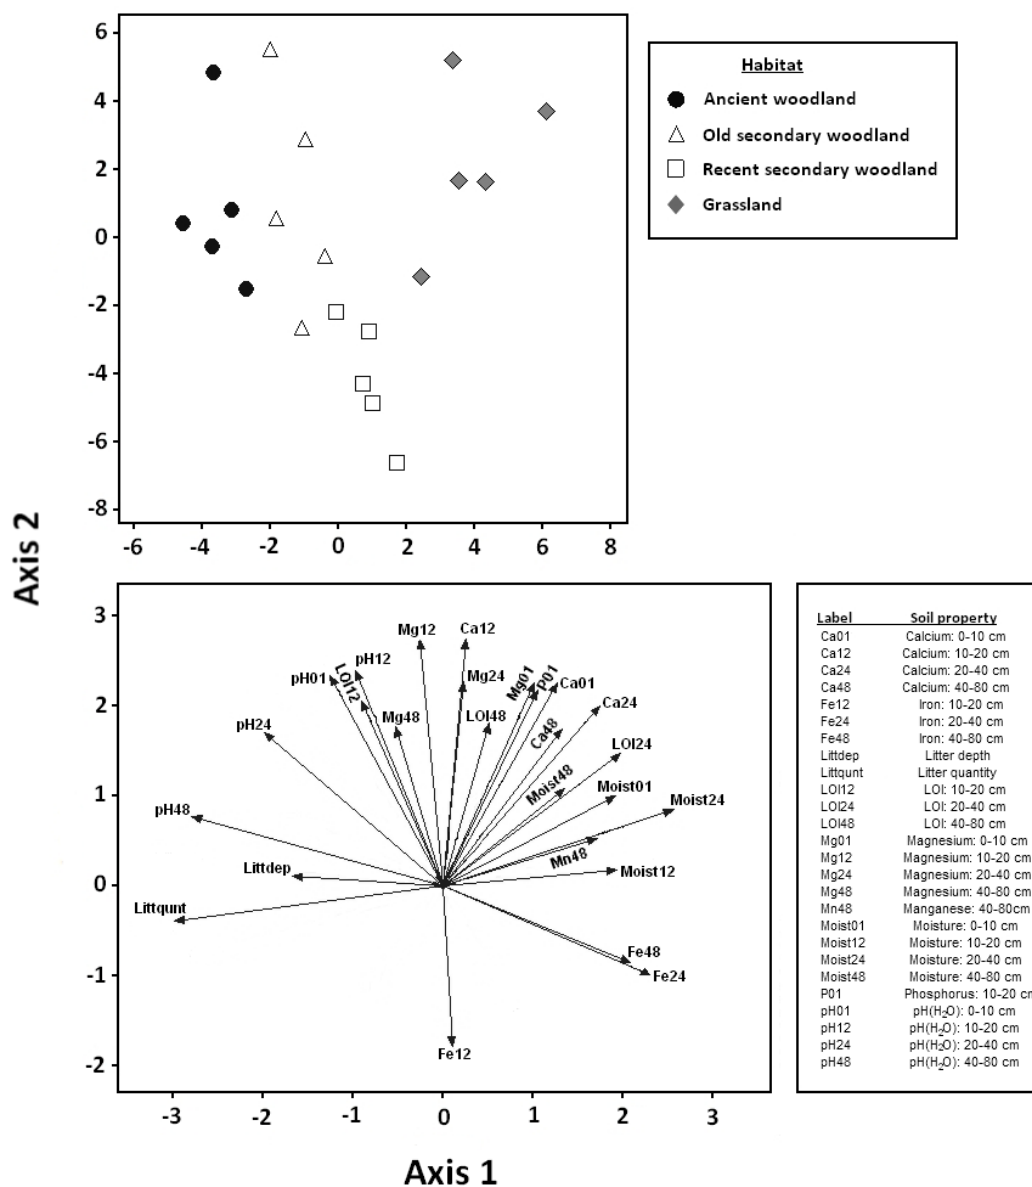 6
4
2
0
-2
-4
-6
-8
-6 -4 -2 0 2 4 6 8
Habitat
Ancient woodland
Old secondary woodland
Recent secondary woodland
Grassland
Axis 2
3
2
1
0
-1
-2
-3 -2 -1 0 1 2 3
Mg12
Ca12
pH12
pH01
LOI12
Mg24
Mg01
P01
Ca01
pH24
Mg48
LOI48
Ca48
Ca24
LOI24
Moist48
Moist01
Moist24
pH48
Mn48
Littdep
Moist12
Littqunt
Fe48
Fe24
Fe12
Axis 1
Label Soil property
Ca01 Calcium: 0-10 cm
Ca12 Calcium: 10-20 cm
Ca24 Calcium: 20-40 cm
Ca48 Calcium: 40-80 cm
Fe12 Iron: 10-20 cm
Fe24 Iron: 20-40 cm
Fe48 Iron: 40-80 cm
Littdep Litter depth
Littqunt Litter quantity
LOI12 LOI: 10-20 cm
LOI24 LOI: 20-40 cm
LOI48 LOI: 40-80 cm
Mg01 Magnesium: 0-10 cm
Mg12 Magnesium: 10-20 cm
Mg24 Magnesium: 20-40 cm
Mg48 Magnesium: 40-80 cm
Mn48 Manganese: 40-80cm
Moist01 Moisture: 0-10 cm
Moist12 Moisture: 10-20 cm
Moist24 Moisture: 20-40 cm
Moist48 Moisture: 40-80 cm
P01 Phosphorus: 10-20 cm
pH01 pH(H₂O): 0-10 cm
pH12 pH(H₂O): 10-20 cm
pH24 pH(H₂O): 20-40 cm
pH48 pH(H₂O): 40-80 cm